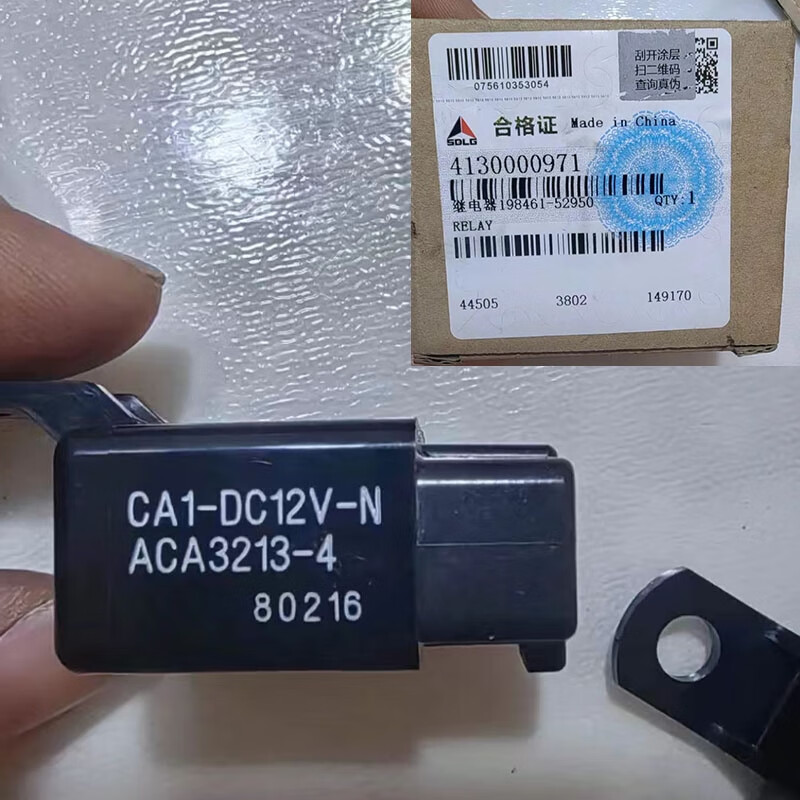 075610353054
刮开涂层
扫二维码
查询真伪
SDLG
合格证 Made in China
4130000971
继电器198461-52950 QTY:1
RELAY
44505 3802 149170
CA1-DC12V-N
ACA3213-4
80216